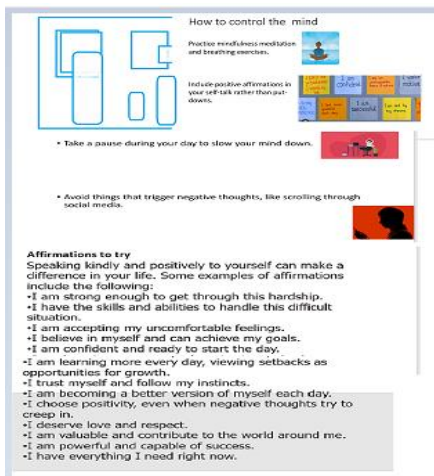 How to control the mind
Practice mindfulness meditation
and breathing exercises.
Include positive affirmations in
your self-talk rather than put-
downs.
I am
confident
I am
successful
• Take a pause during your day to slow your mind down.
• Avoid things that trigger negative thoughts, like scrolling through
social media.
Affirmations to try
Speaking kindly and positively to yourself can make a
difference in your life. Some examples of affirmations
include the following:
•I am strong enough to get through this hardship.
•I have the skills and abilities to handle this difficult
situation.
•I am accepting my uncomfortable feelings.
•I believe in myself and can achieve my goals.
•I am confident and ready to start the day.
•I am learning more every day, viewing setbacks as
opportunities for growth.
•I trust myself and follow my instincts.
•I am becoming a better version of myself each day.
•I choose positivity, even when negative thoughts try to
creep in.
•I deserve love and respect.
•I am valuable and contribute to the world around me.
•I am powerful and capable of success.
•I have everything I need right now.